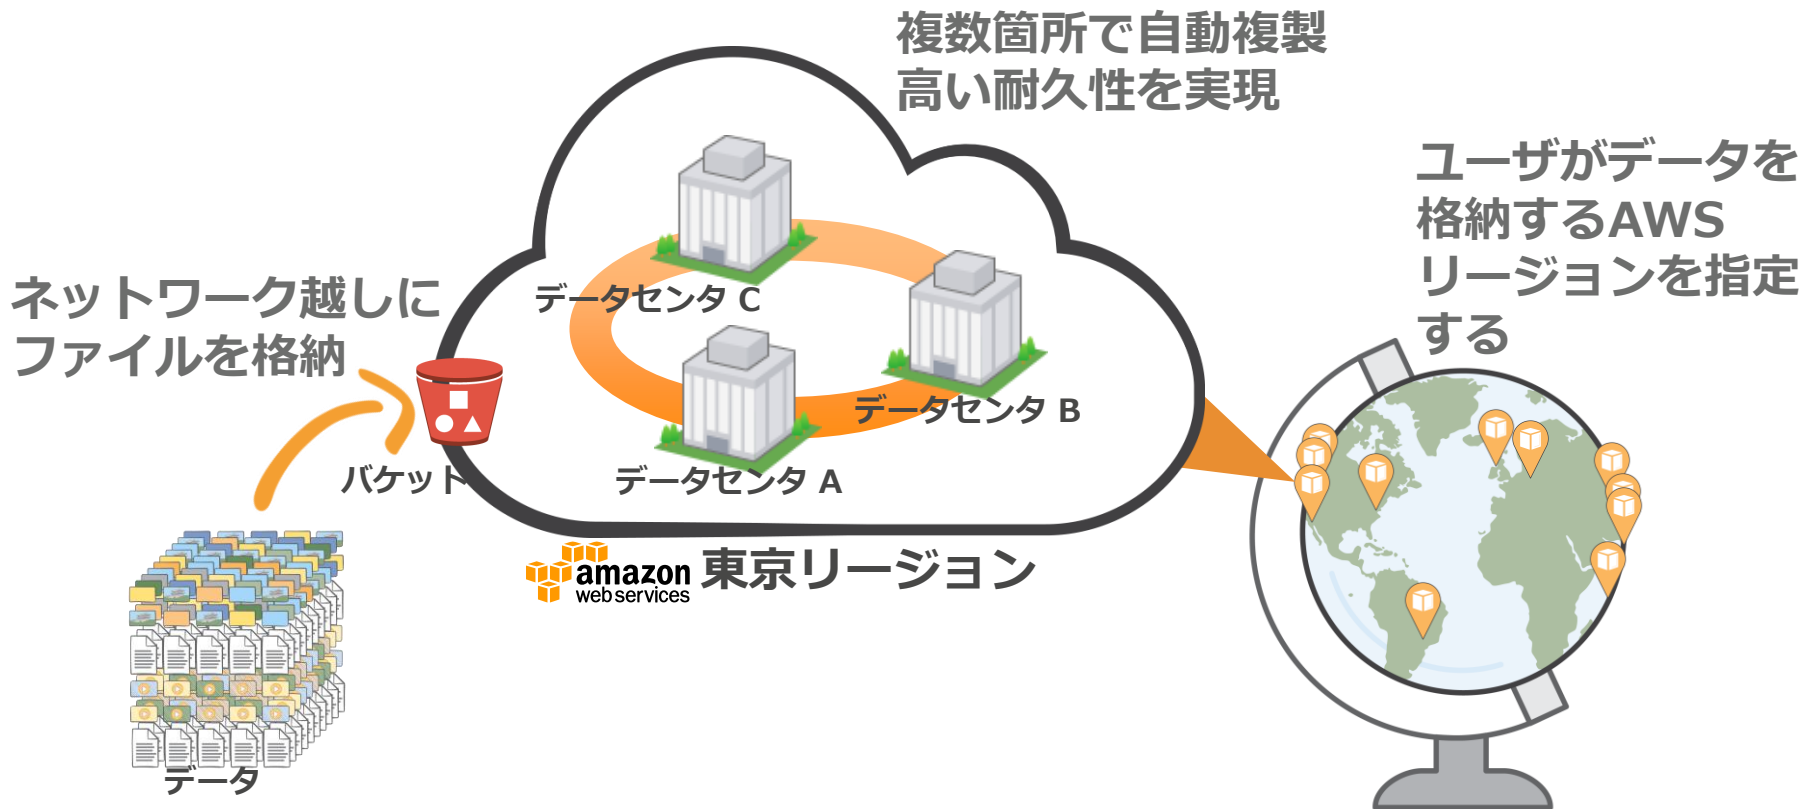 複数箇所で自動複製
高い耐久性を実現
ユーザがデータを
格納するAWS
リージョンを指定
する
ネットワーク越しに
ファイルを格納
データセンタ C
データセンタ B
データセンタ A
バケット
amazon
web services
東京リージョン
データ